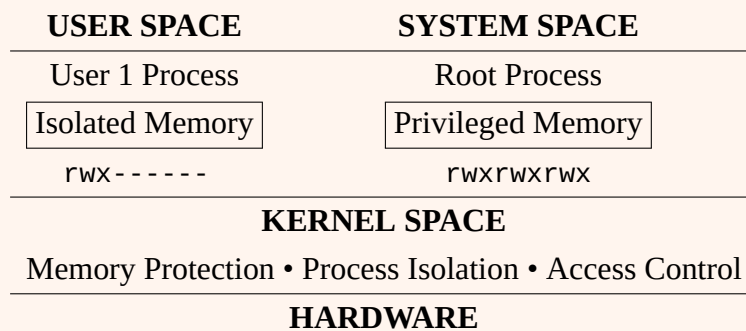 USER SPACE SYSTEM SPACE
User 1 Process Root Process
Isolated Memory Privileged Memory
rwx------ rwxrwxrwx
KERNEL SPACE
Memory Protection • Process Isolation • Access Control
HARDWARE